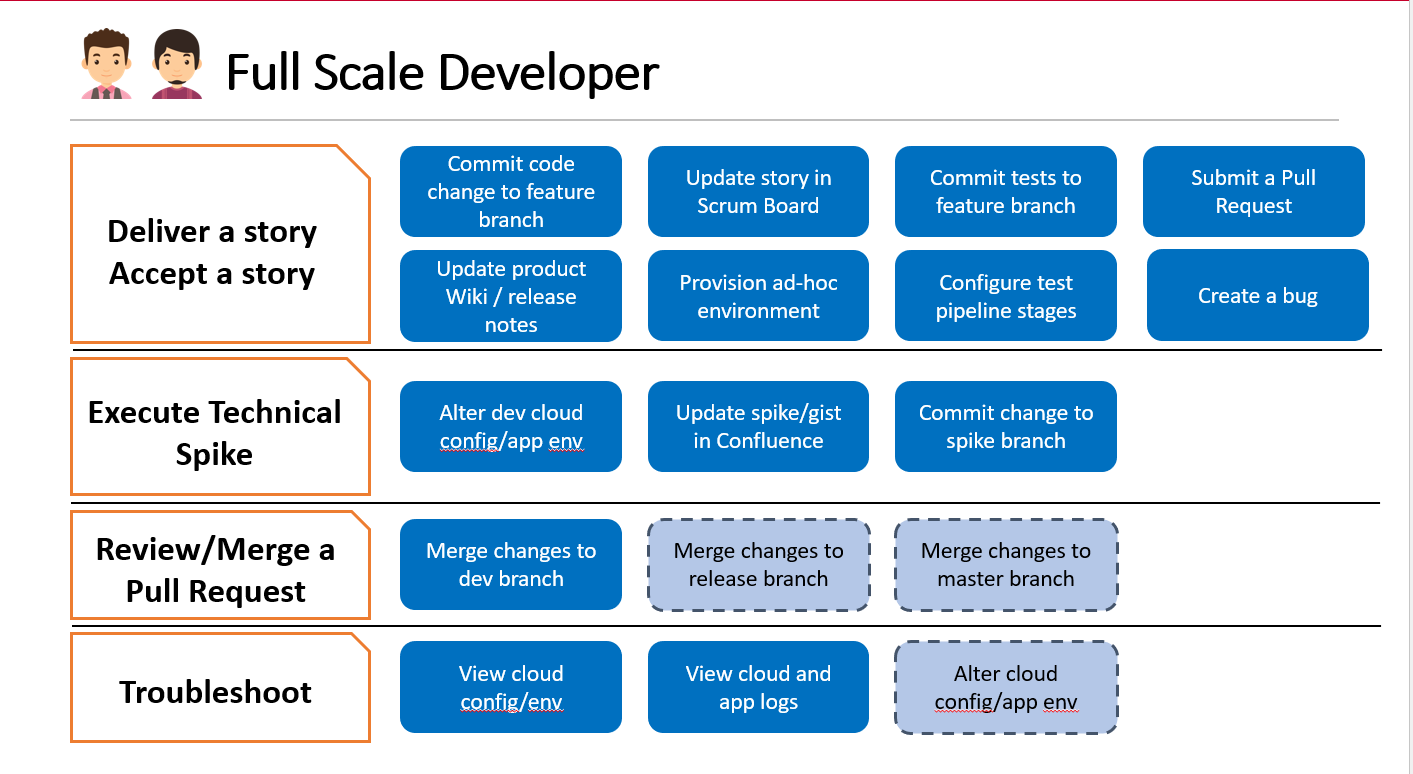 Full Scale Developer
Deliver a story
Accept a story
Commit code
change to feature
branch
Update story in
Scrum Board
Commit tests to
feature branch
Submit a Pull
Request
Update product
Wiki / release
notes
Provision ad-hoc
environment
Configure test
pipeline stages
Create a bug
Execute Technical
Spike
Alter dev cloud
config/app env
Update spike/gist
in Confluence
Commit change to
spike branch
Review/Merge a
Pull Request
Merge changes to
dev branch
Merge changes to
release branch
Merge changes to
master branch
Troubleshoot
View cloud
config/env
View cloud and
app logs
Alter cloud
config/app env